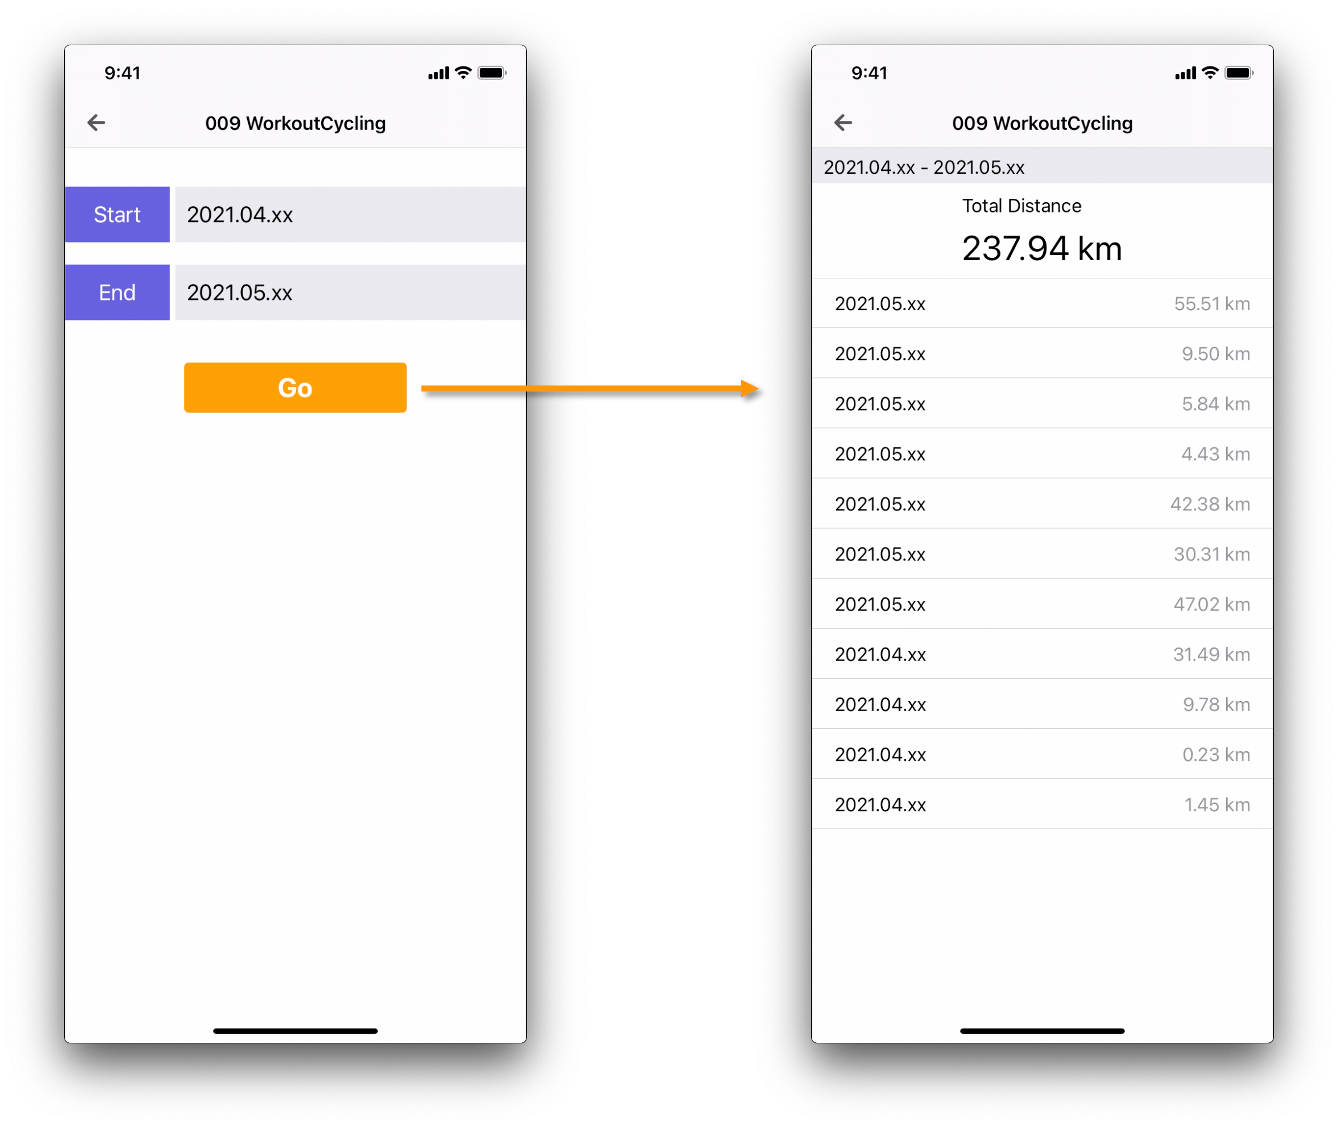 9:41
009 WorkoutCycling
Start 2021.04.xx
End 2021.05.xx
Go
9:41
009 WorkoutCycling
2021.04.xx - 2021.05.xx
Total Distance
237.94 km
2021.05.xx 55.51 km
2021.05.xx 9.50 km
2021.05.xx 5.84 km
2021.05.xx 4.43 km
2021.05.xx 42.38 km
2021.05.xx 30.31 km
2021.05.xx 47.02 km
2021.04.xx 31.49 km
2021.04.xx 9.78 km
2021.04.xx 0.23 km
2021.04.xx 1.45 km